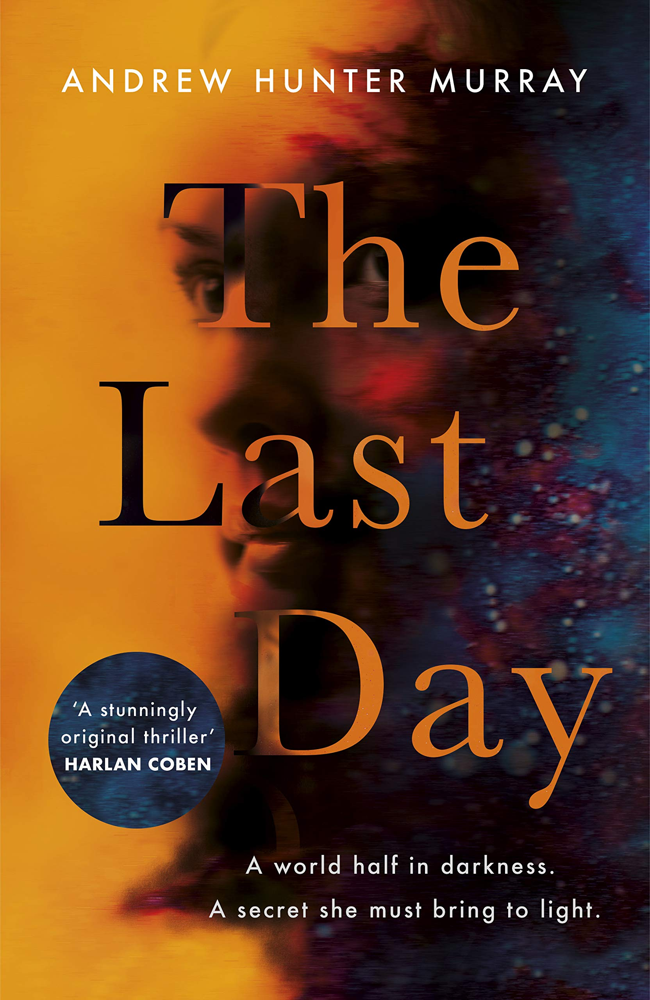 ANDREW HUNTER MURRAY
The
Last
Day
‘A stunningly
original thriller’
HARLAN COBEN
A world half in darkness.
A secret she must bring to light.